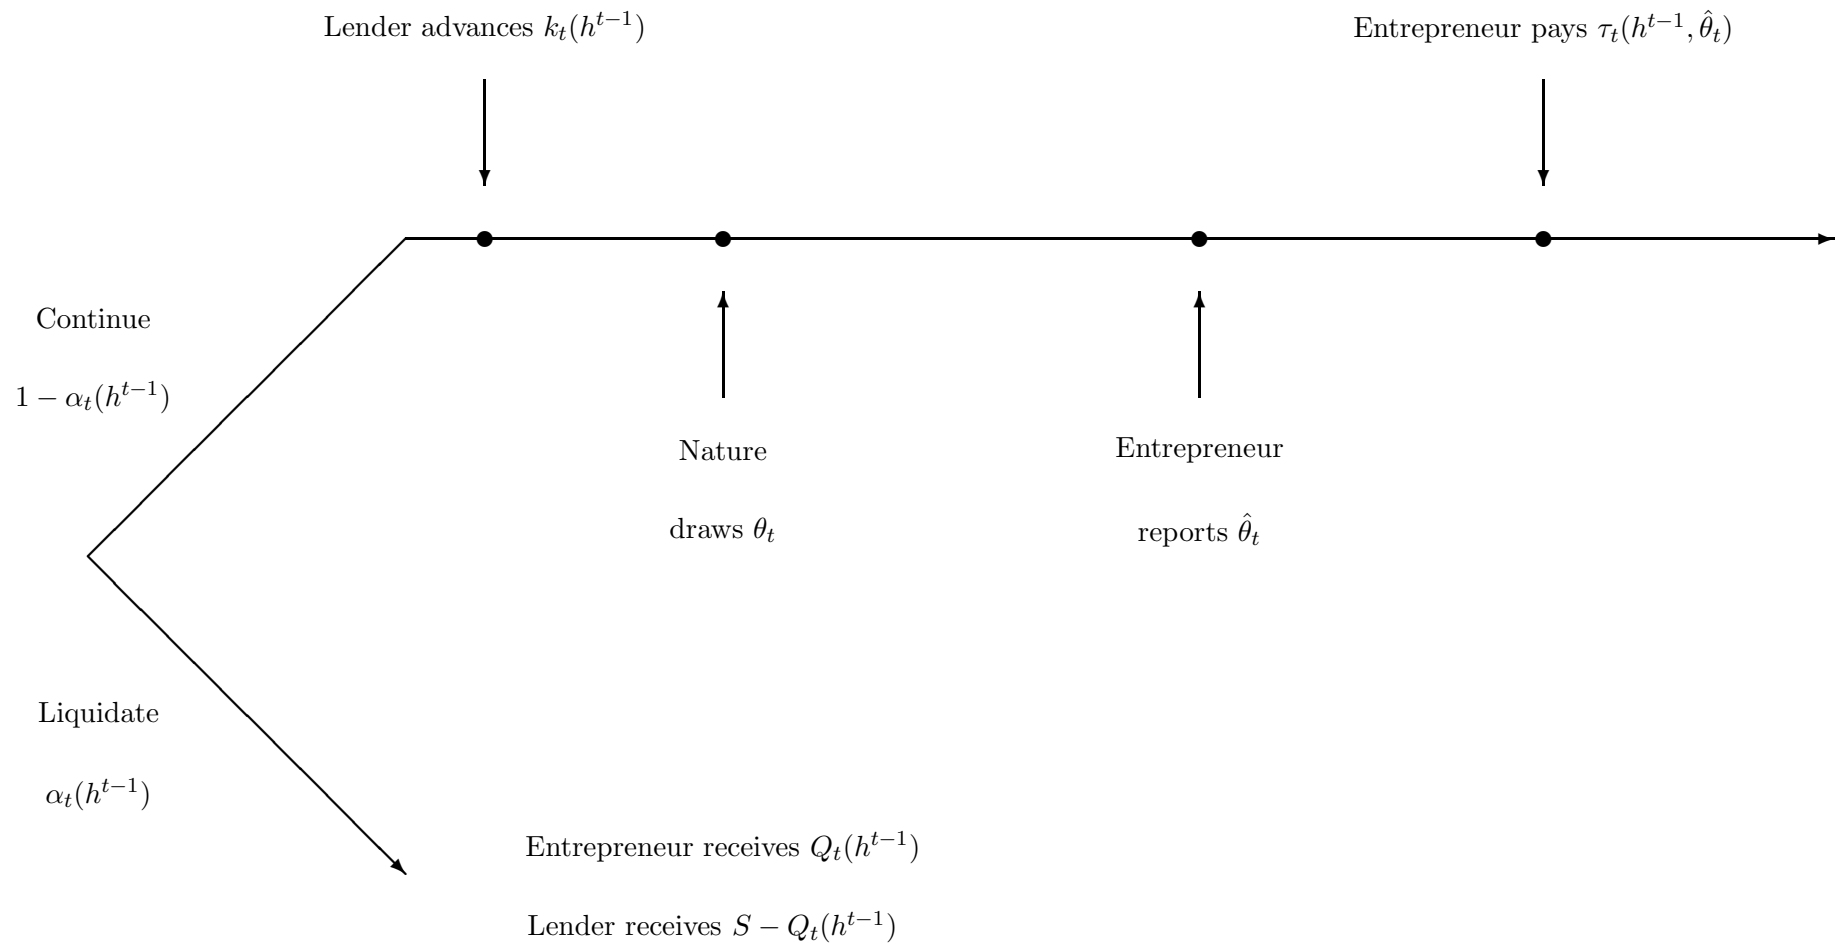 Lender advances $k_t(h^{t-1})$
Entrepreneur pays $\tau_t(h^{t-1}, \hat{\theta}_t)$
Continue
$1 - \alpha_t(h^{t-1})$
Nature
draws $\theta_t$
Entrepreneur
reports $\hat{\theta}_t$
Liquidate
$\alpha_t(h^{t-1})$
Entrepreneur receives $Q_t(h^{t-1})$
Lender receives $S - Q_t(h^{t-1})$